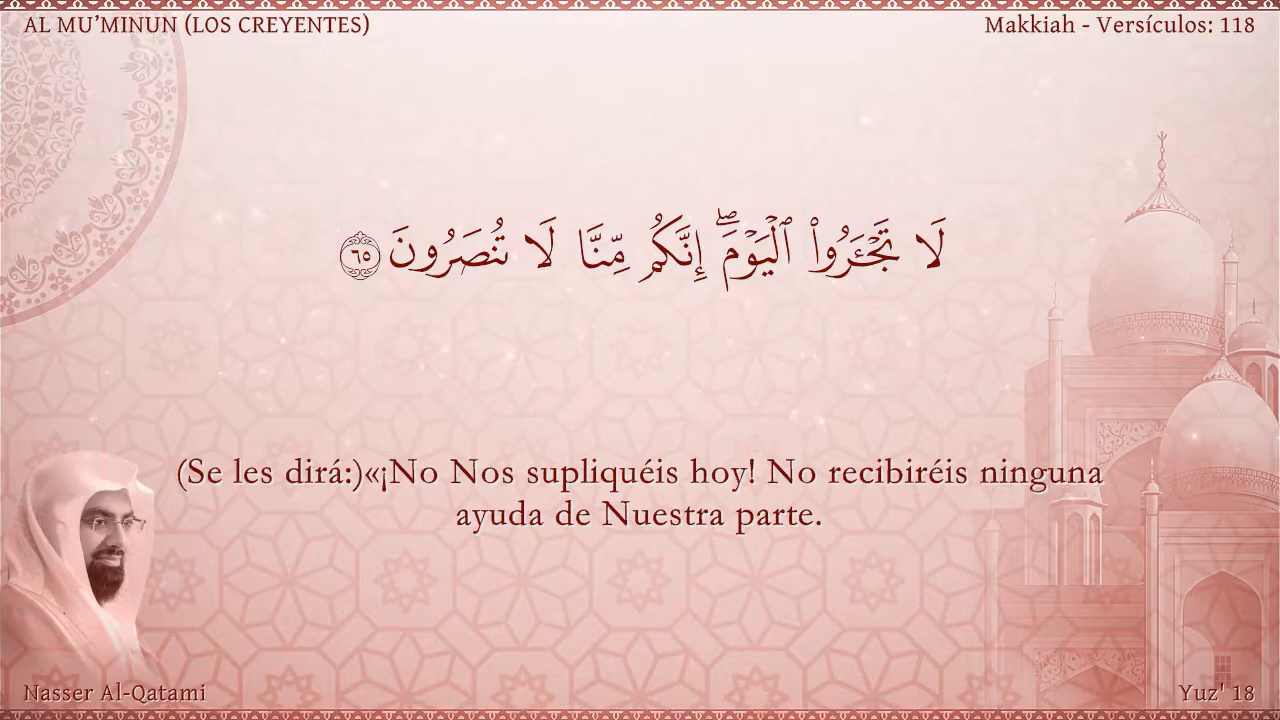 AL MU’MINUN (LOS CREYENTES)
Makkiah - Versículos: 118
لَا تَجْـَٔرُوا۟ ٱلْيَوْمَ ۖ إِنَّكُم مِّنَّا لَا تُنصَرُونَ ٦٥
(Se les dirá:)«¡No Nos supliquéis hoy! No recibiréis ninguna
ayuda de Nuestra parte.
Nasser Al-Qatami
Yuz' 18